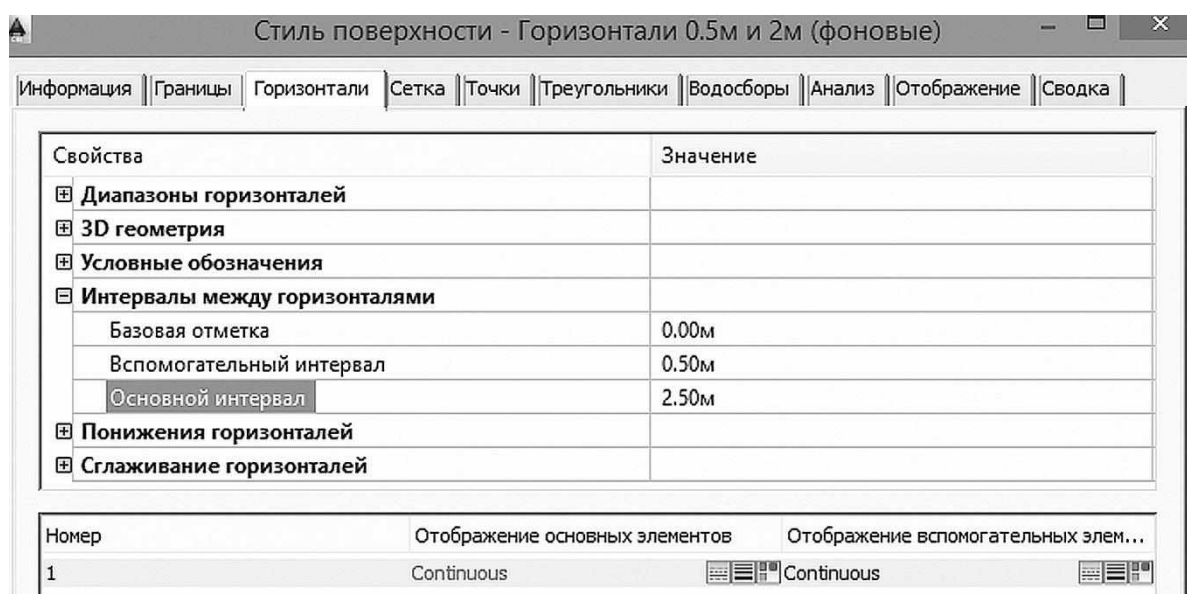 Стиль поверхности - Горизонтали 0.5м и 2м (фоновые)
Информация Границы Горизонтали Сетка Точки Треугольники Водосборы Анализ Отображение Сводка
Свойства Значение
Диапазоны горизонталей
3D геометрия
Условные обозначения
Интервалы между горизонталями
Базовая отметка 0.00м
Вспомогательный интервал 0.50м
Основной интервал 2.50м
Понижения горизонталей
Сглаживание горизонталей
Номер Отображение основных элементов Отображение вспомогательных элем...
1 Continuous Continuous